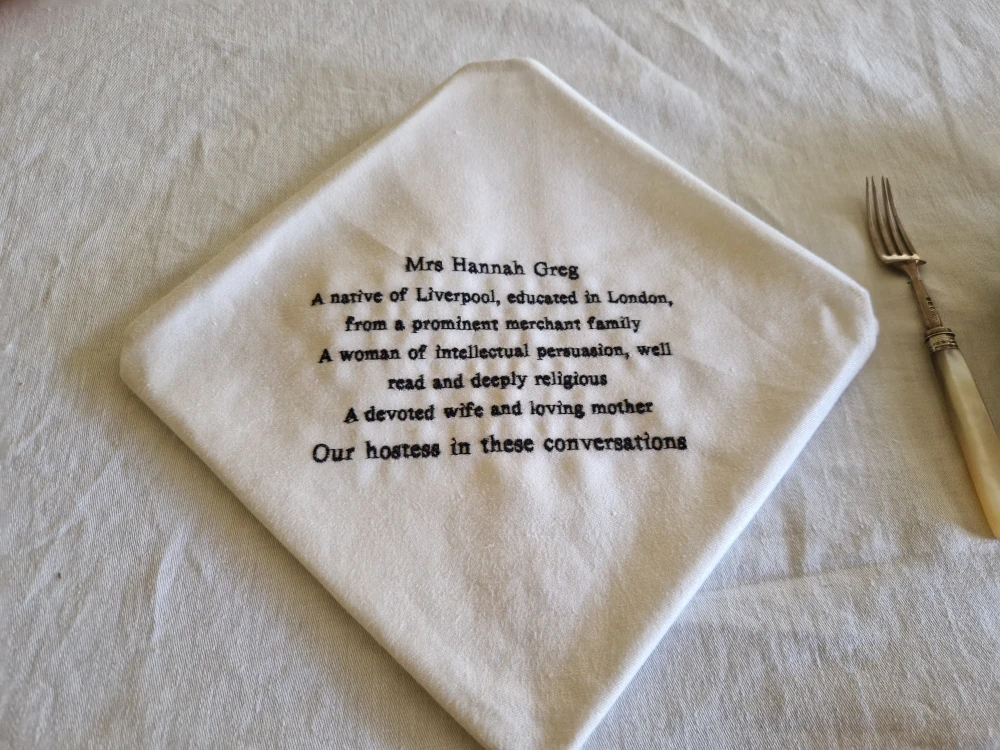 Mrs Hannah Greg
A native of Liverpool, educated in London,
from a prominent merchant family
A woman of intellectual persuasion, well
read and deeply religious
A devoted wife and loving mother
Our hostess in these conversations